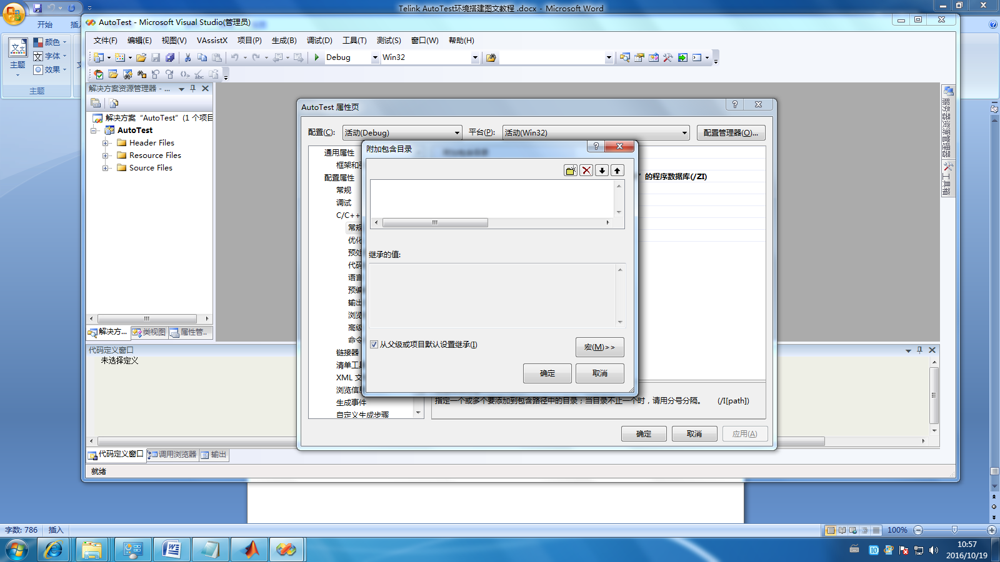 Telink AutoTest环境搭建图文教程 .docx - Microsoft Word
开始
颜色
字体
效果
主题
主题
AutoTest - Microsoft Visual Studio(管理员)
文件(F) 编辑(E) 视图(V) VAssistX 项目(P) 生成(B) 调试(D) 工具(T) 测试(S) 窗口(W) 帮助(H)
Debug Win32
解决方案资源管理器 - ...
解决方案 “AutoTest” (1 个项目
AutoTest
Header Files
Resource Files
Source Files
解决方... 类视图 属性管...
服务器资源管理器
工具箱
AutoTest 属性页
配置(C): 活动(Debug) 平台(P): 活动(Win32) 配置管理器(O)...
通用属性
框架和
配置属性
常规
调试
C/C++
常规
优化
预处
代码
语言
预编
输出
浏览
高级
命令
链接器
清单工具
XML 文
浏览信息
生成事件
自定义生成步骤
”的程序数据库(/ZI)
附加包含目录
继承的值:
从父级或项目默认设置继承(I)
宏(M)>>
确定 取消
指定一个或多个要添加到包含路径中的目录；当目录不止一个时，请用分号分隔。 (/I[path])
确定 取消 应用(A)
代码定义窗口
未选择定义
代码定义窗口 调用浏览器 输出
就绪
字数: 786 插入 100%
10:57
2016/10/19